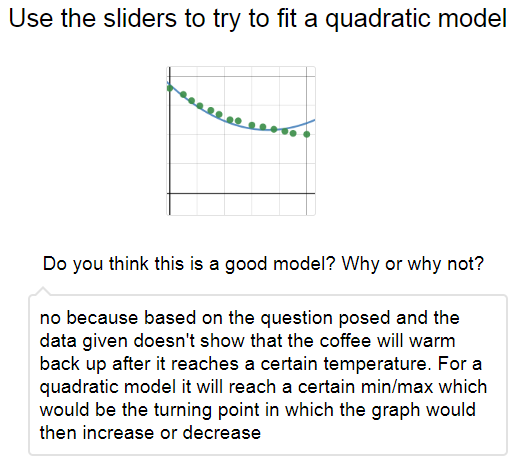 Use the sliders to try to fit a quadratic model
Do you think this is a good model? Why or why not?
no because based on the question posed and the
data given doesn't show that the coffee will warm
back up after it reaches a certain temperature. For a
quadratic model it will reach a certain min/max which
would be the turning point in which the graph would
then increase or decrease